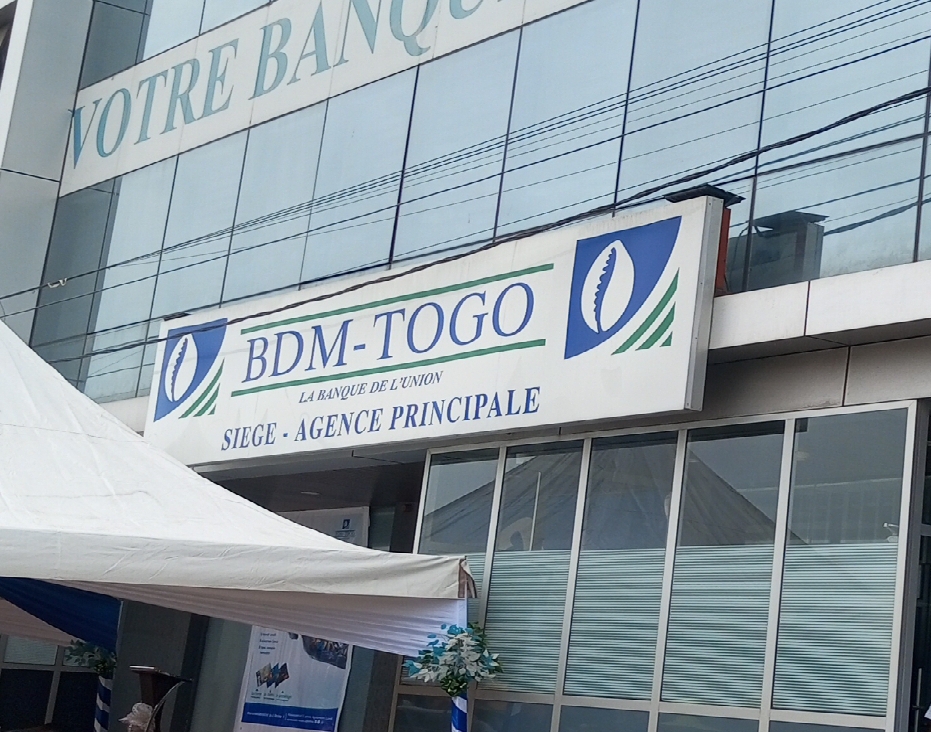 VOTRE BANQU
BDM-TOGO
LA BANQUE DE L'UNION
SIEGE - AGENCE PRINCIPALE